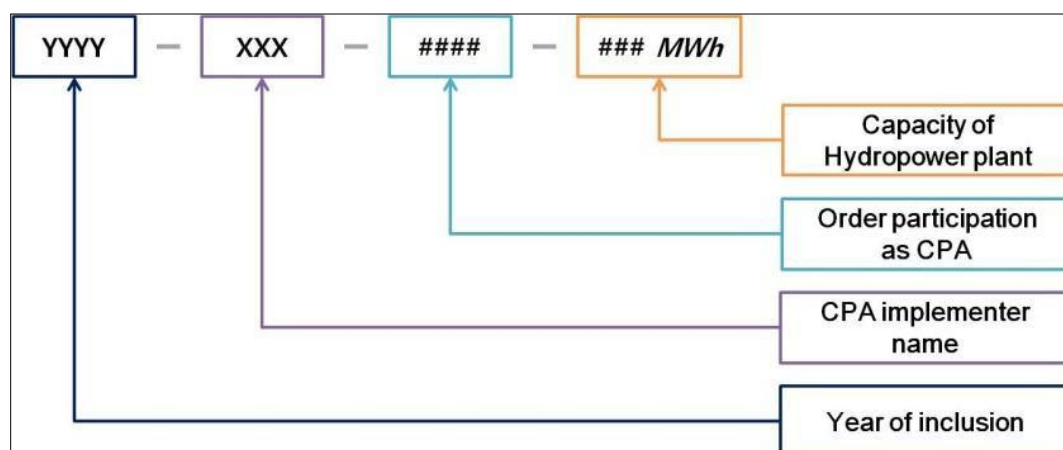 YYYY – XXX – #### – ### MWh
Capacity of
Hydropower plant
Order participation
as CPA
CPA implementer
name
Year of inclusion